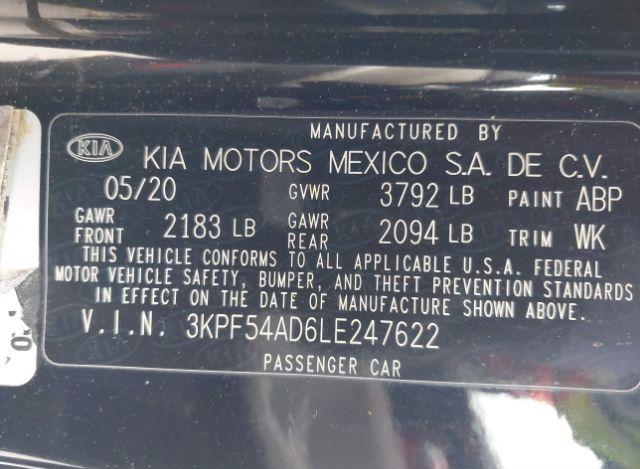 MANUFACTURED BY
KIA KIA MOTORS MEXICO S.A. DE C.V.
05/20 GVWR 3792 LB PAINT ABP
GAWR FRONT 2183 LB GAWR REAR 2094 LB TRIM WK
THIS VEHICLE CONFORMS TO ALL APPLICABLE U.S.A. FEDERAL
MOTOR VEHICLE SAFETY, BUMPER, AND THEFT PREVENTION STANDARDS
IN EFFECT ON THE DATE OF MANUFACTURE SHOWN ABOVE.
V.I.N. 3KPF54AD6LE247622
PASSENGER CAR